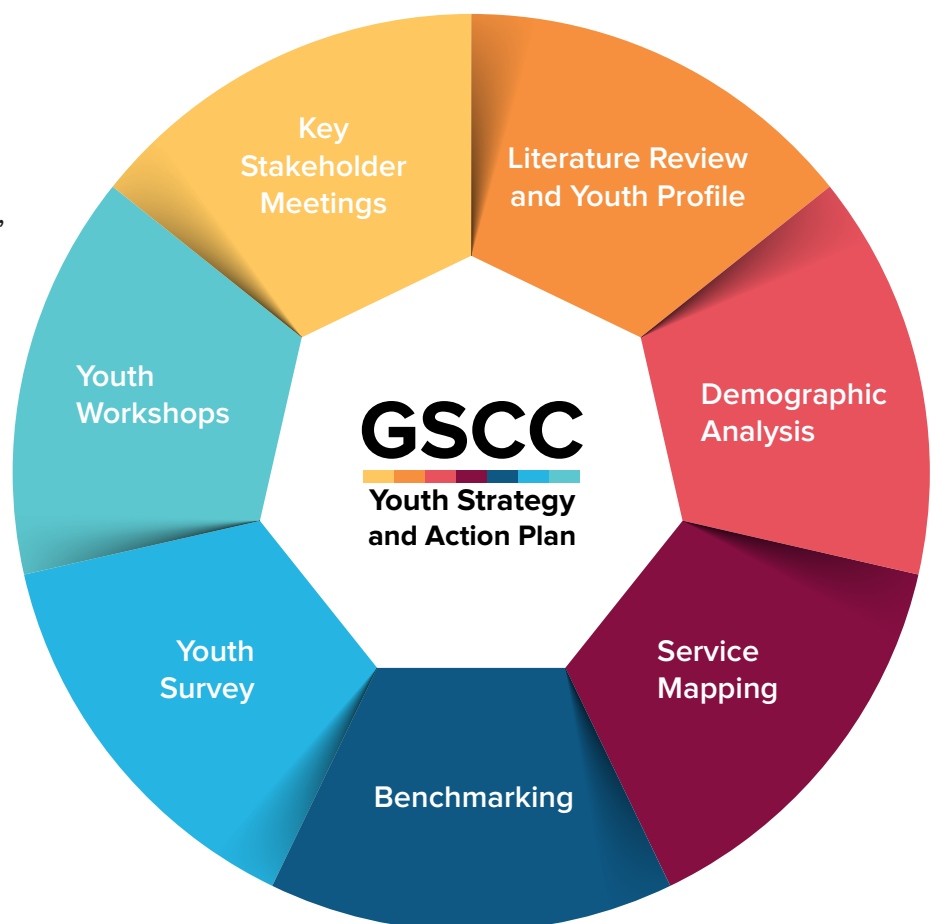 Key
Stakeholder
Meetings
Literature Review
and Youth Profile
Demographic
Analysis
Service
Mapping
Benchmarking
Youth
Survey
Youth
Workshops
GSCC
Youth Strategy
and Action Plan
,